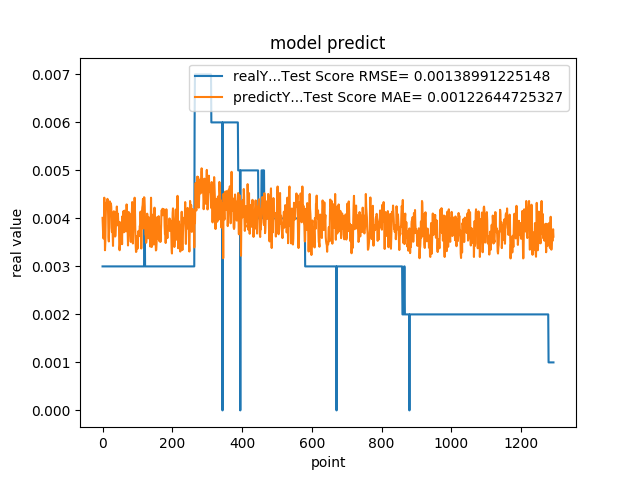 model predict
realY...Test Score RMSE= 0.00138991225148
predictY...Test Score MAE= 0.00122644725327
real value
0.007
0.006
0.005
0.004
0.003
0.002
0.001
0.000
0 200 400 600 800 1000 1200
point